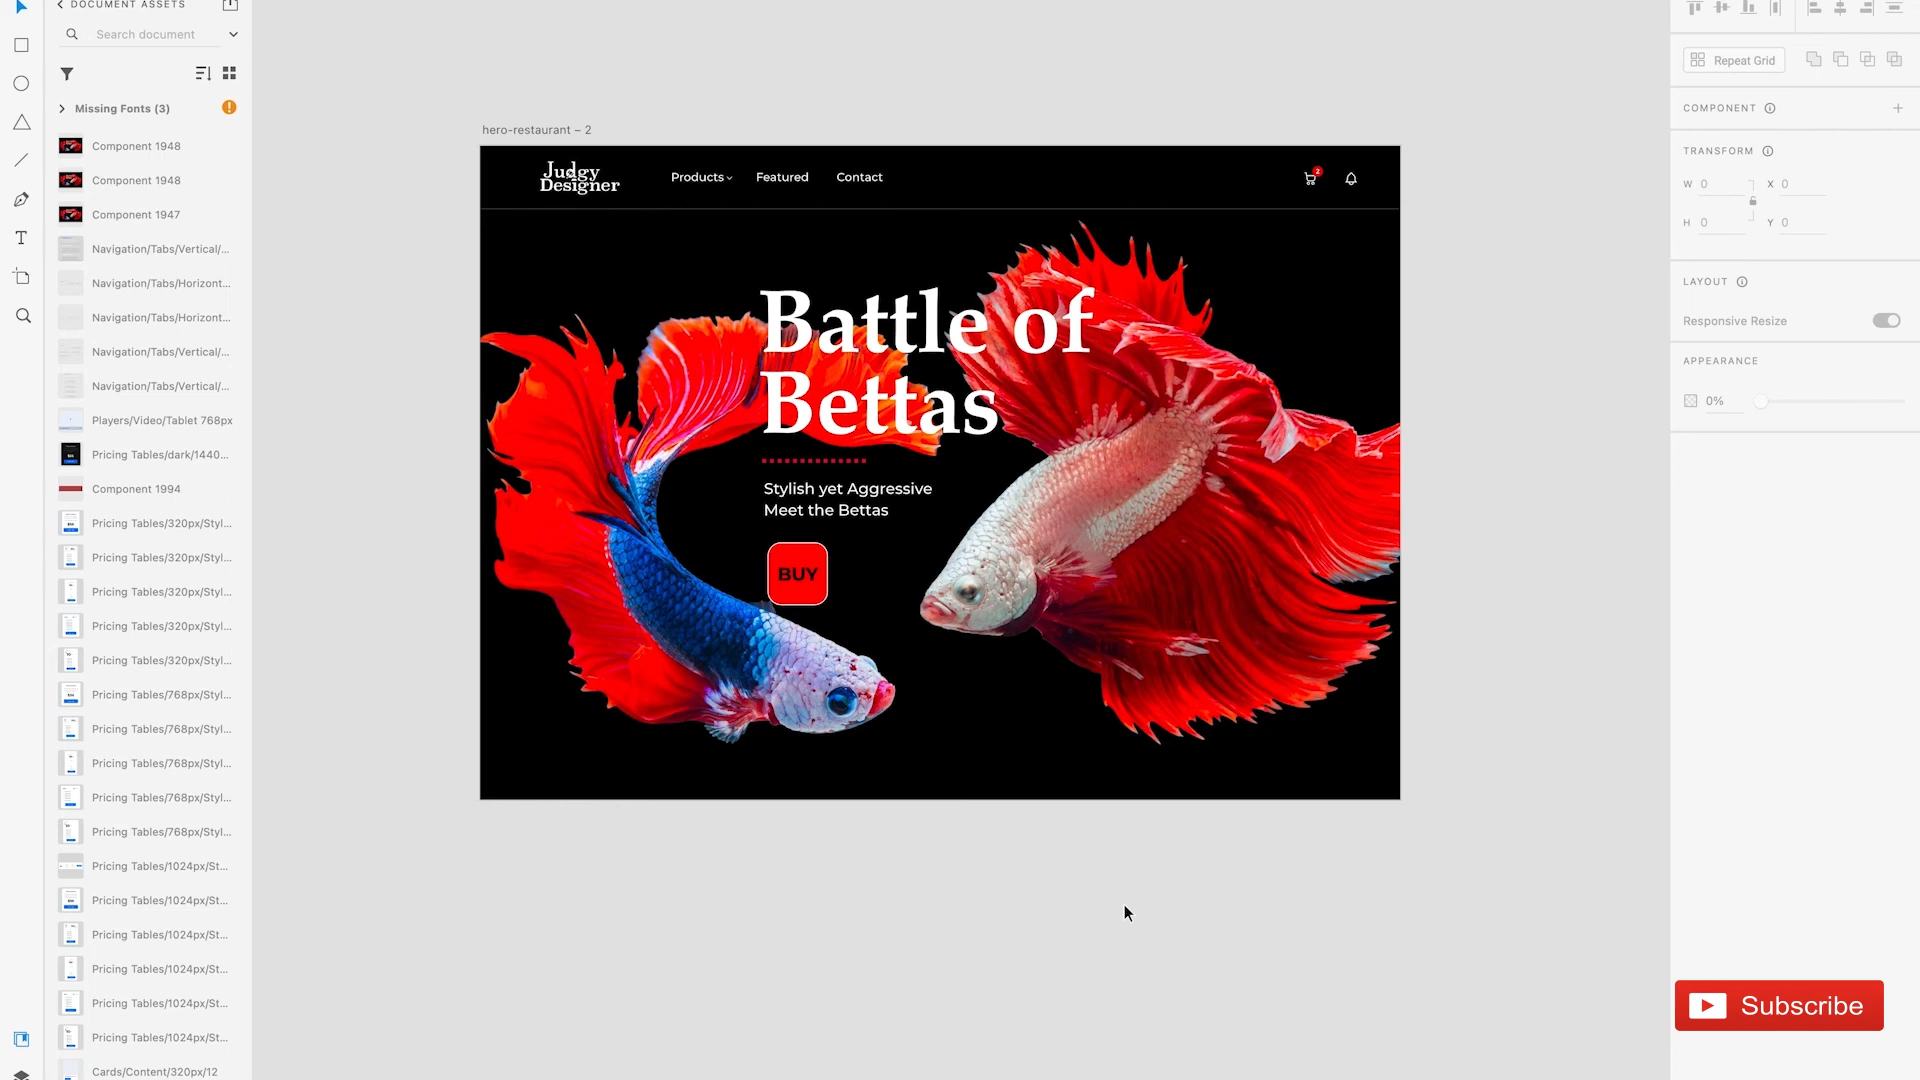 DOCUMENT ASSETS
Search document
Missing Fonts (3)
Component 1948
Component 1948
Component 1947
Navigation/Tabs/Vertical/...
Navigation/Tabs/Horizont...
Navigation/Tabs/Horizont...
Navigation/Tabs/Vertical/...
Navigation/Tabs/Vertical/...
Players/Video/Tablet 768px
Pricing Tables/dark/1440...
Component 1994
Pricing Tables/320px/Styl...
Pricing Tables/320px/Styl...
Pricing Tables/320px/Styl...
Pricing Tables/320px/Styl...
Pricing Tables/320px/Styl...
Pricing Tables/768px/Styl...
Pricing Tables/768px/Styl...
Pricing Tables/768px/Styl...
Pricing Tables/768px/Styl...
Pricing Tables/768px/Styl...
Pricing Tables/1024px/St...
Pricing Tables/1024px/St...
Pricing Tables/1024px/St...
Pricing Tables/1024px/St...
Pricing Tables/1024px/St...
Pricing Tables/1024px/St...
Cards/Content/320px/12
hero-restaurant – 2
Judgy
Designer
Products
Featured
Contact
2
Battle of
Bettas
Stylish yet Aggressive
Meet the Bettas
BUY
Repeat Grid
COMPONENT
TRANSFORM
W 0 X 0
H 0 Y 0
LAYOUT
Responsive Resize
APPEARANCE
0%
Subscribe